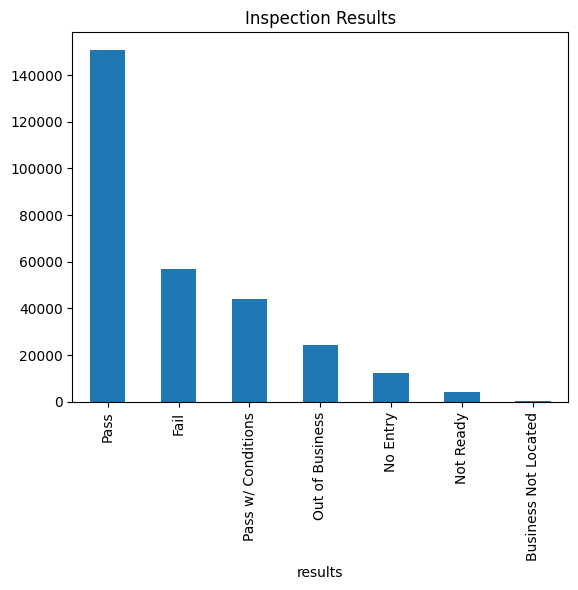 Inspection Results
140000
120000
100000
80000
60000
40000
20000
0
Pass
Fail
Pass w/ Conditions
Out of Business
No Entry
Not Ready
Business Not Located
results